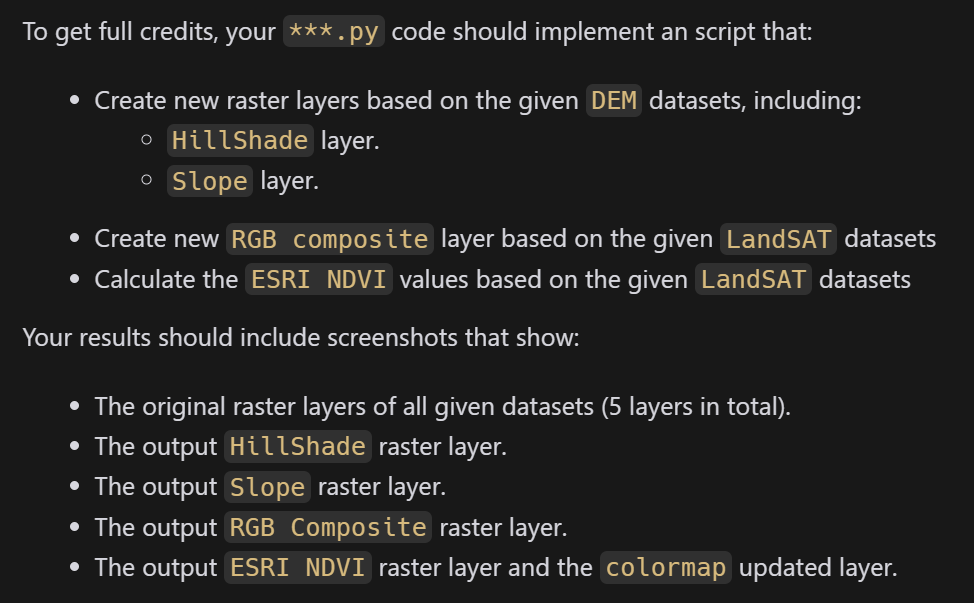 To get full credits, your ***.py code should implement an script that:
• Create new raster layers based on the given DEM datasets, including:
○ HillShade layer.
○ Slope layer.
• Create new RGB composite layer based on the given LandSAT datasets
• Calculate the ESRI NDVI values based on the given LandSAT datasets
Your results should include screenshots that show:
• The original raster layers of all given datasets (5 layers in total).
• The output HillShade raster layer.
• The output Slope raster layer.
• The output RGB Composite raster layer.
• The output ESRI NDVI raster layer and the colormap updated layer.